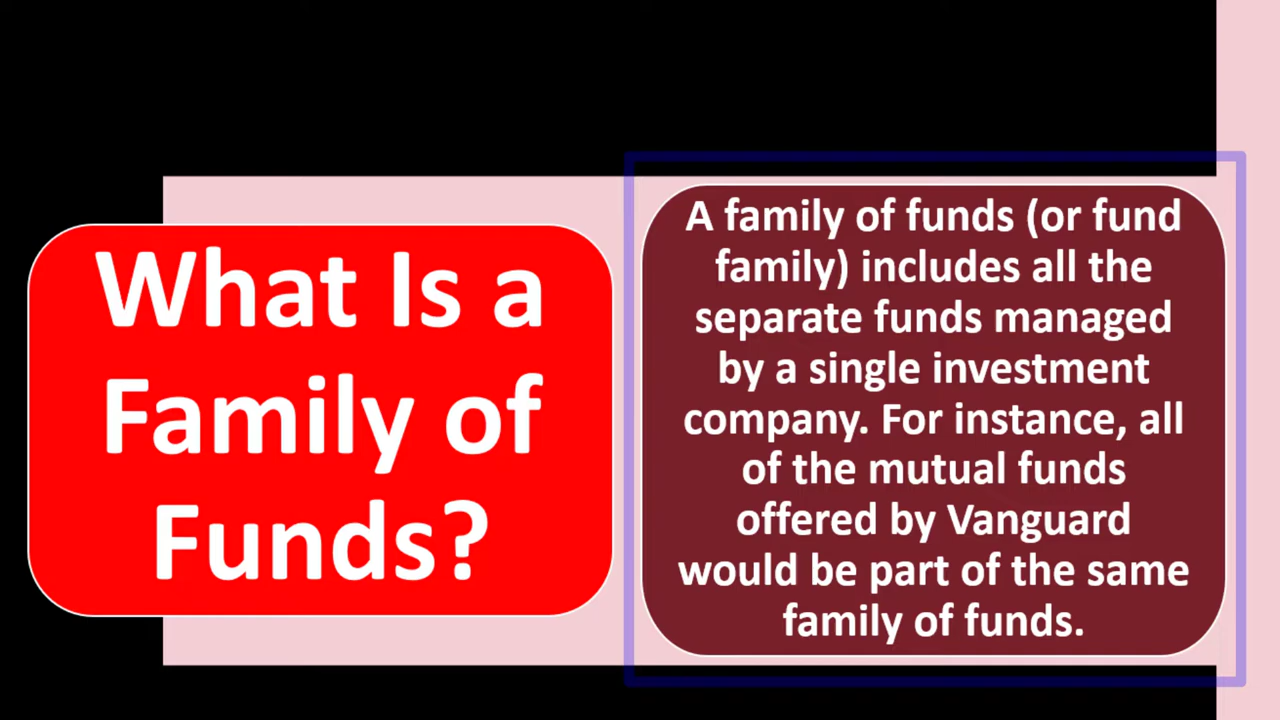 What Is a
Family of
Funds?
A family of funds (or fund
family) includes all the
separate funds managed
by a single investment
company. For instance, all
of the mutual funds
offered by Vanguard
would be part of the same
family of funds.